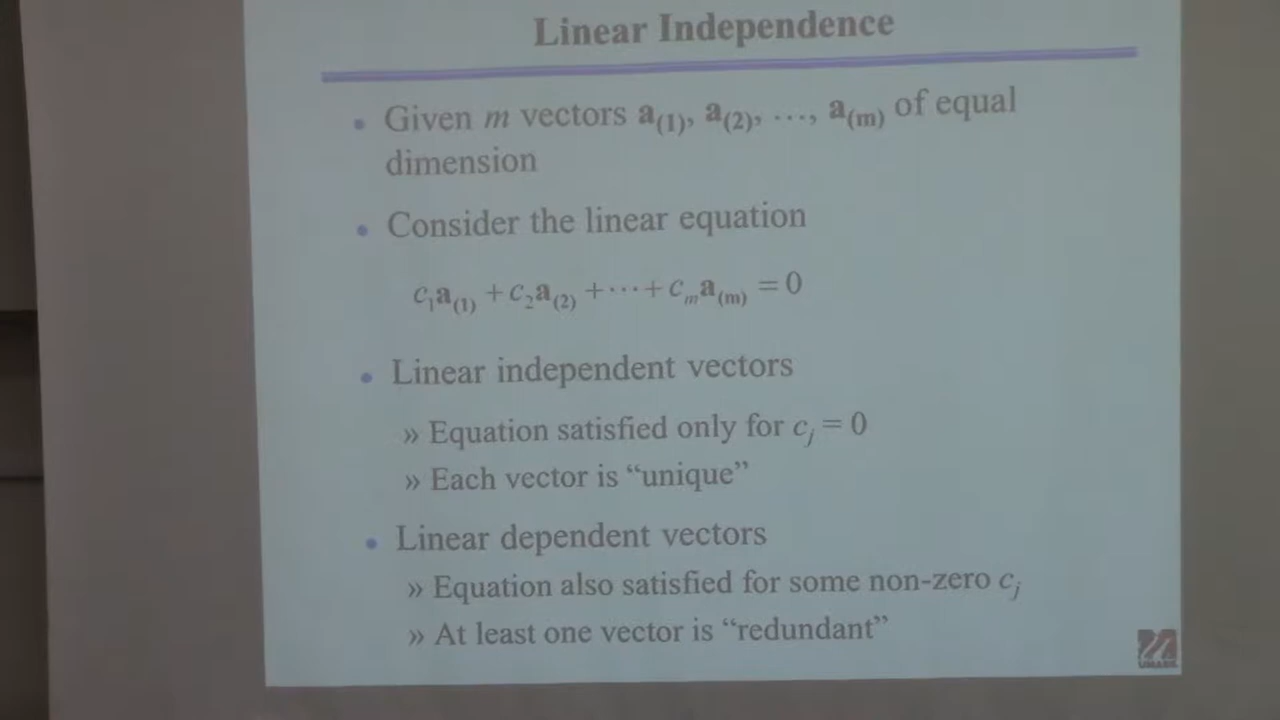 Linear Independence
• Given m vectors a(1), a(2), ..., a(m) of equal
dimension
• Consider the linear equation
c₁a(1) + c₂a(2) + ··· + cₘa(m) = 0
• Linear independent vectors
» Equation satisfied only for cⱼ = 0
» Each vector is “unique”
• Linear dependent vectors
» Equation also satisfied for some non-zero cⱼ
» At least one vector is “redundant”
UMASS